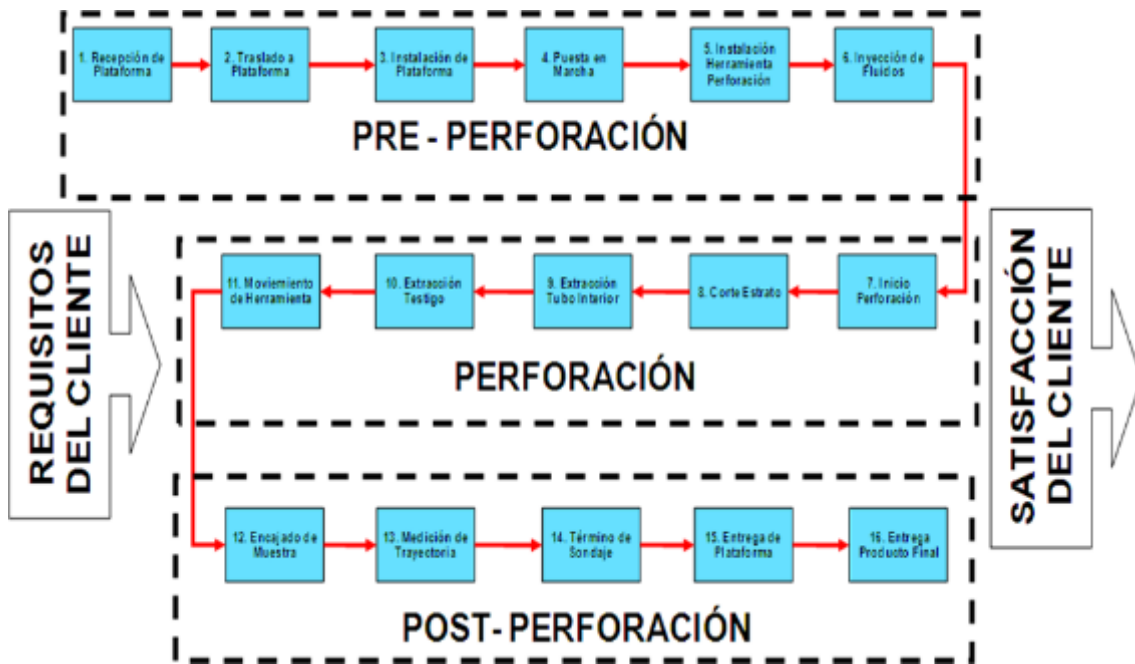 1. Recepción de
Plataforma
2. Traslado a
Plataforma
3. Instalación de
Plataforma
4. Puesta en
Marcha
5. Instalación
Herramienta
Perforación
6. Inyección de
Fluidos
PRE - PERFORACIÓN
REQUISITOS
DEL CLIENTE
11. Moviemiento
de Herramienta
10. Extracción
Testigo
9. Extracción
Tubo Interior
8. Corte Estrato
7. Inicio
Perforación
PERFORACIÓN
SATISFACCIÓN
DEL CLIENTE
12. Encajado de
Muestra
13. Medición de
Trayectoria
14. Término de
Sondaje
15. Entrega de
Plataforma
16. Entrega
Producto Final
POST- PERFORACIÓN